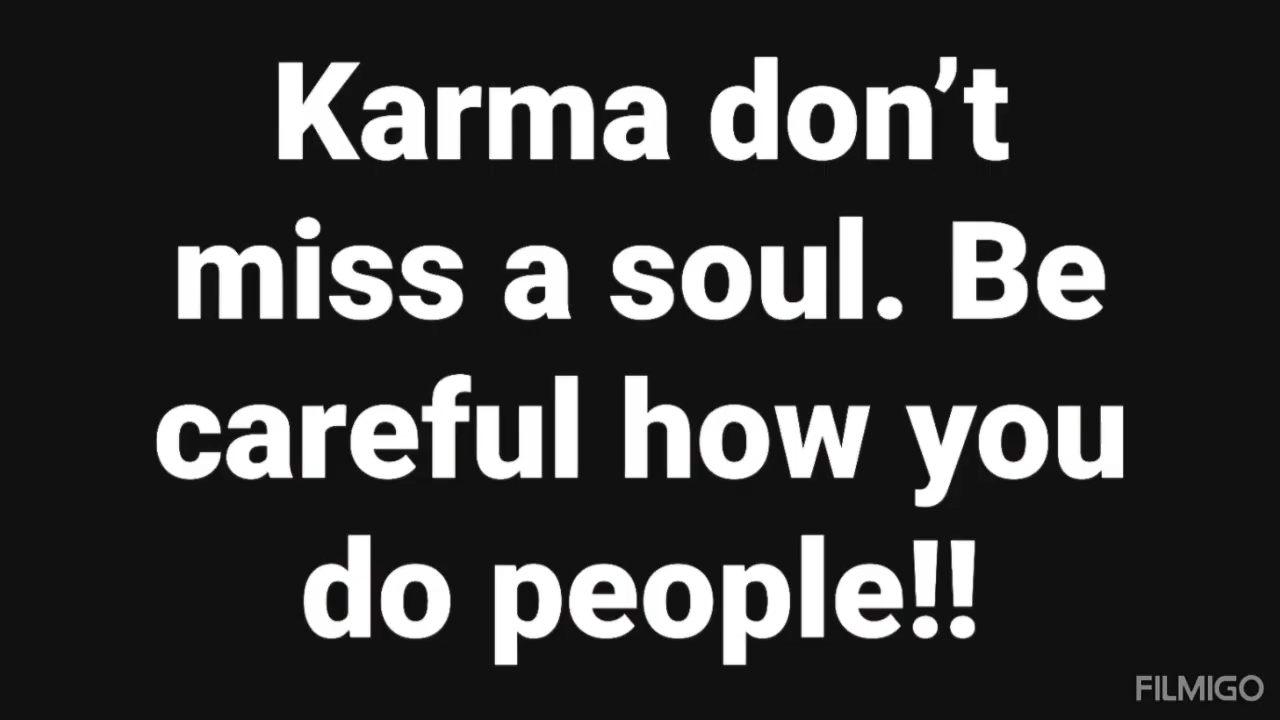 Karma don’t
miss a soul. Be
careful how you
do people!!
FILMIGO